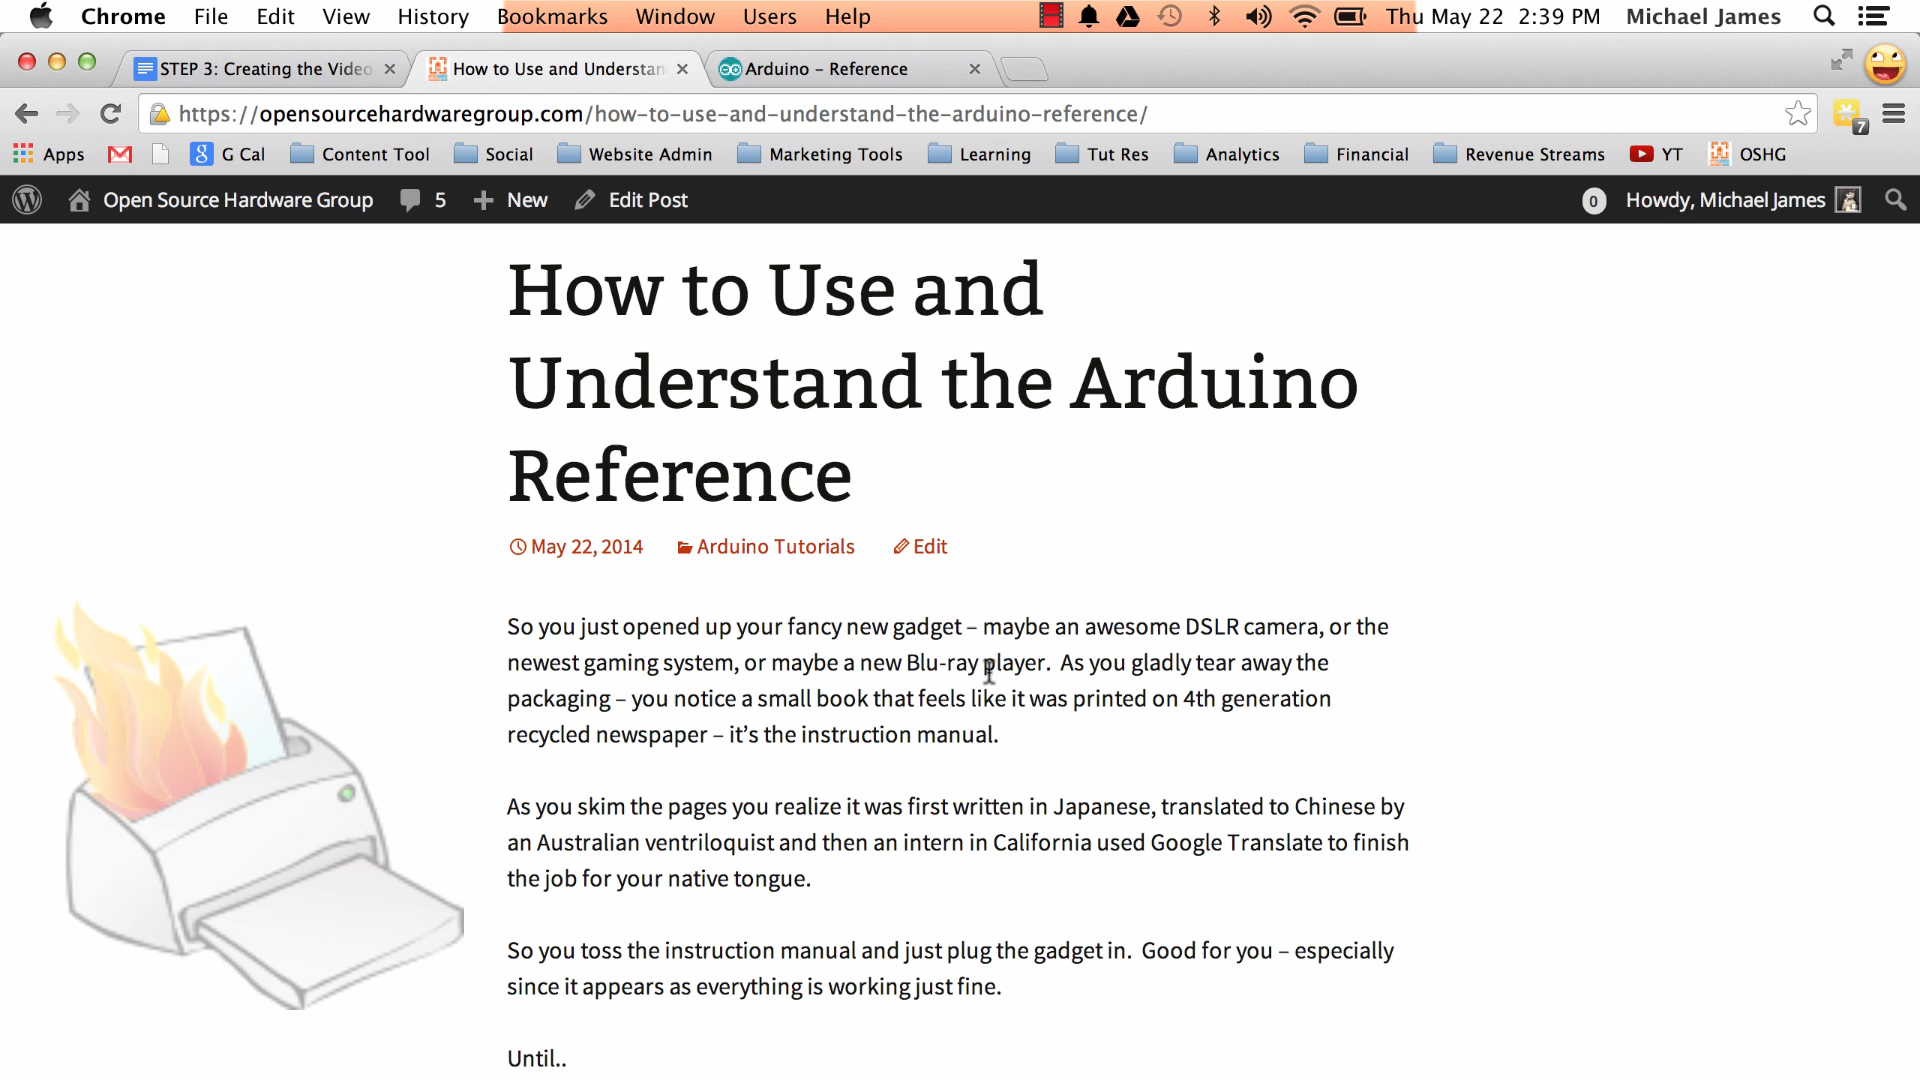 Chrome File Edit View History Bookmarks Window Users Help Thu May 22 2:39 PM Michael James
STEP 3: Creating the Video How to Use and Understan Arduino – Reference
https://opensourcehardwaregroup.com/how-to-use-and-understand-the-arduino-reference/ 7
Apps G Cal Content Tool Social Website Admin Marketing Tools Learning Tut Res Analytics Financial Revenue Streams YT OSHG
Open Source Hardware Group 5 New Edit Post 0 Howdy, Michael James
How to Use and
Understand the Arduino
Reference
May 22, 2014 Arduino Tutorials Edit
So you just opened up your fancy new gadget – maybe an awesome DSLR camera, or the
newest gaming system, or maybe a new Blu-ray player. As you gladly tear away the
packaging – you notice a small book that feels like it was printed on 4th generation
recycled newspaper – it’s the instruction manual.
As you skim the pages you realize it was first written in Japanese, translated to Chinese by
an Australian ventriloquist and then an intern in California used Google Translate to finish
the job for your native tongue.
So you toss the instruction manual and just plug the gadget in. Good for you – especially
since it appears as everything is working just fine.
Until..